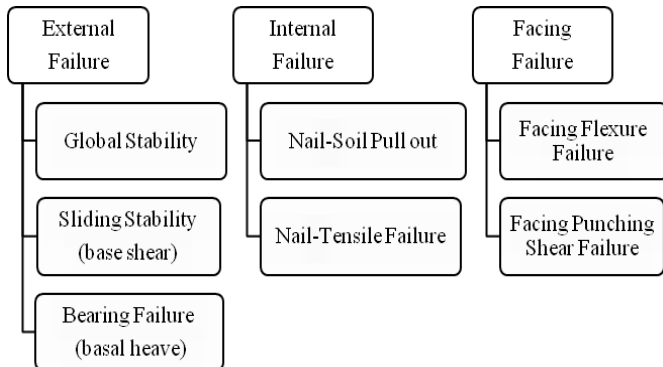 External
Failure
Global Stability
Sliding Stability
(base shear)
Bearing Failure
(basal heave)
Internal
Failure
Nail-Soil Pull out
Nail-Tensile Failure
Facing
Failure
Facing Flexure
Failure
Facing Punching
Shear Failure